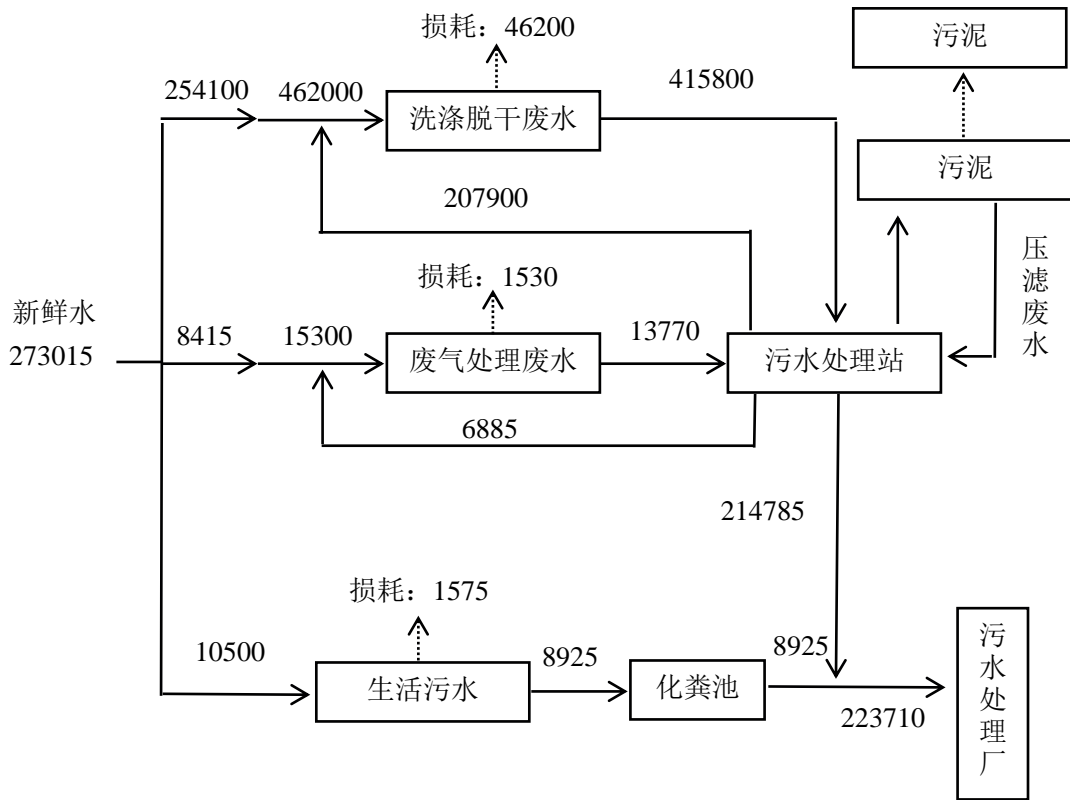 损耗：46200
污泥
254100
462000
洗涤脱干废水
415800
污泥
207900
压滤废水
损耗：1530
新鲜水
273015
8415
15300
废气处理废水
13770
污水处理站
6885
214785
损耗：1575
10500
生活污水
8925
化粪池
8925
223710
污水处理厂